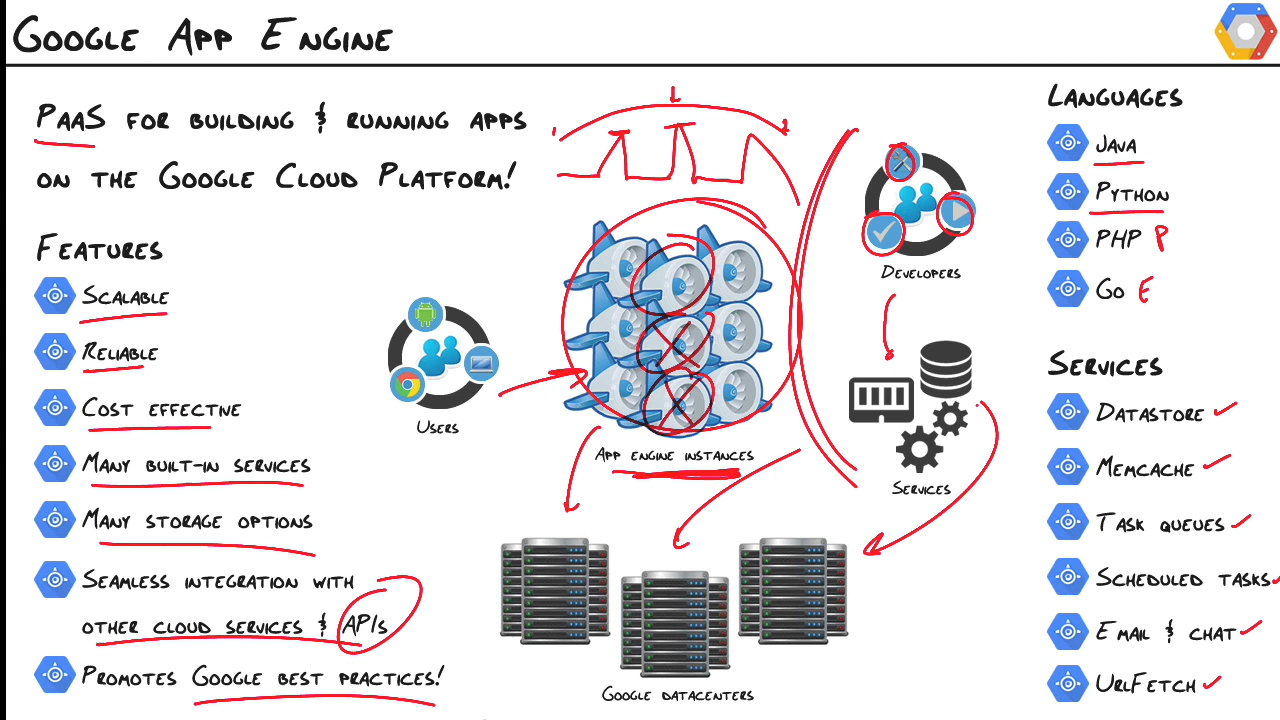 Google App Engine
PaaS for building & running apps
on the Google Cloud Platform!
Features
Scalable
Reliable
Cost effective
Many built-in services
Many storage options
Seamless integration with
other cloud services & APIs
Promotes Google best practices!
Users
App engine instances
Google datacenters
Developers
Services
Languages
Java
Python
PHP P
Go E
Services
Datastore
Memcache
Task queues
Scheduled tasks
Email & chat
UrlFetch